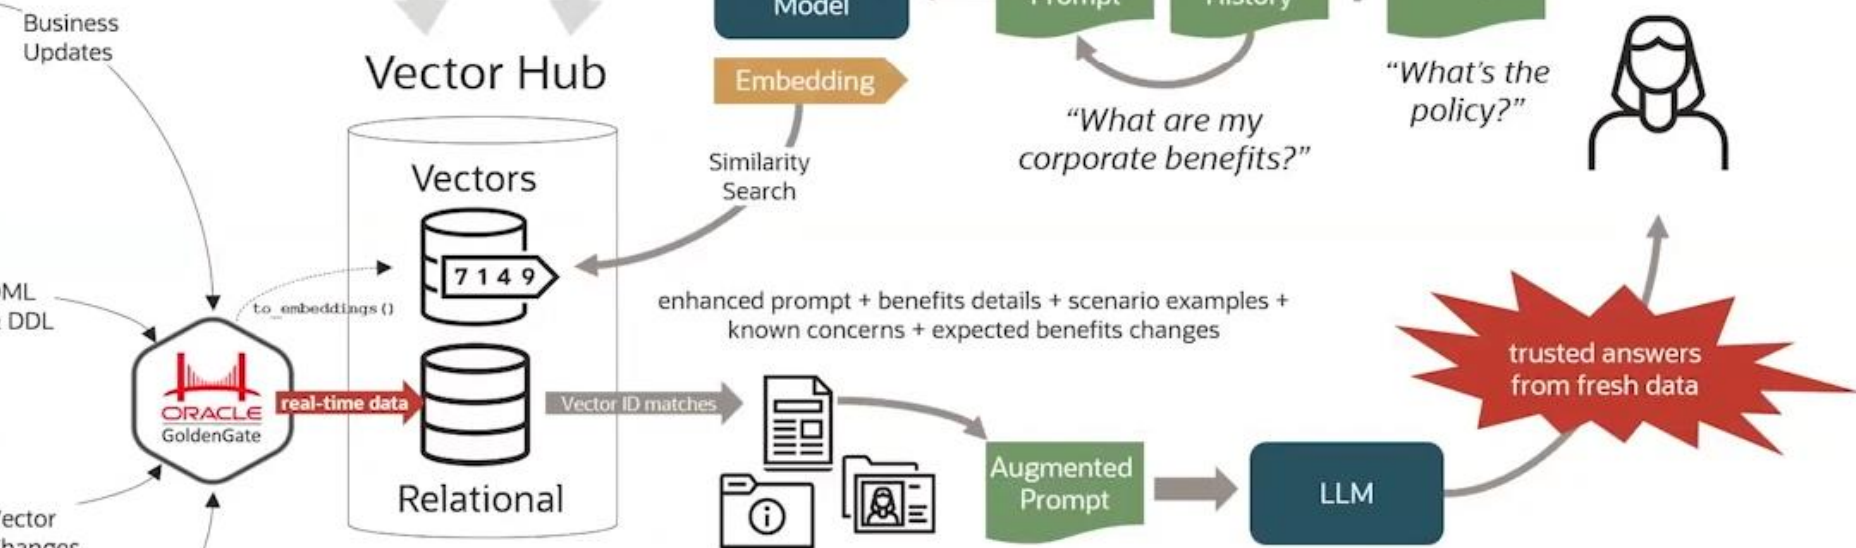 Business
Updates
Model
Prompt
History
Vector Hub
Embedding
“What’s the
policy?”
“What are my
corporate benefits?”
Similarity
Search
Vectors
7 1 4 9
to_embeddings()
& DDL
enhanced prompt + benefits details + scenario examples +
known concerns + expected benefits changes
trusted answers
from fresh data
ORACLE
GoldenGate
real-time data
Vector ID matches
Relational
Augmented
Prompt
LLM